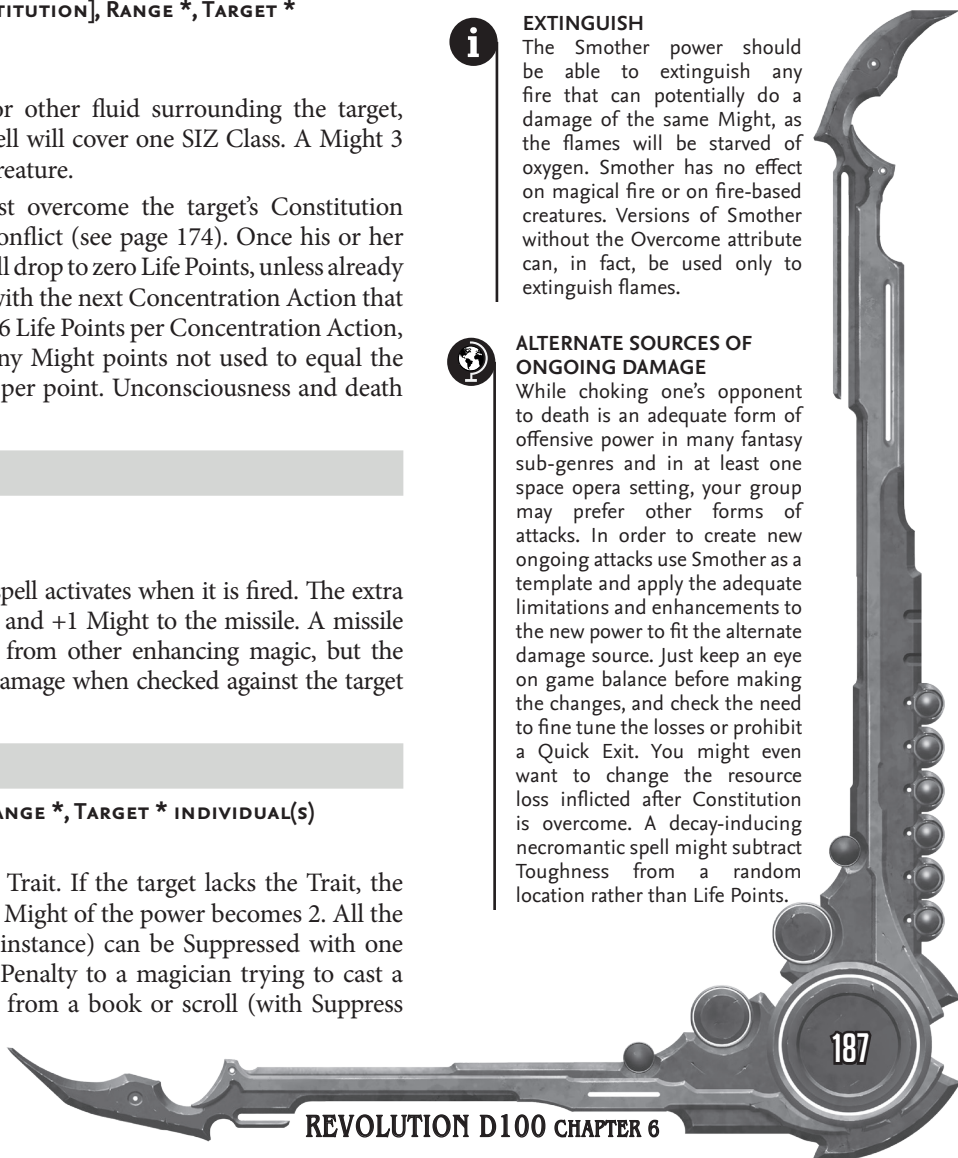 TITUTION], RANGE *, TARGET *
or other fluid surrounding the target,
ell will cover one SIZ Class. A Might 3
reature.
st overcome the target's Constitution
onflict (see page 174). Once his or her
ll drop to zero Life Points, unless already
with the next Concentration Action that
6 Life Points per Concentration Action,
ny Might points not used to equal the
per point. Unconsciousness and death
spell activates when it is fired. The extra
and +1 Might to the missile. A missile
from other enhancing magic, but the
amage when checked against the target
ANGE *, TARGET * INDIVIDUAL(S)
Trait. If the target lacks the Trait, the
Might of the power becomes 2. All the
instance) can be Suppressed with one
Penalty to a magician trying to cast a
from a book or scroll (with Suppress
i
EXTINGUISH
The Smother power should
be able to extinguish any
fire that can potentially do a
damage of the same Might, as
the flames will be starved of
oxygen. Smother has no effect
on magical fire or on fire-based
creatures. Versions of Smother
without the Overcome attribute
can, in fact, be used only to
extinguish flames.
ALTERNATE SOURCES OF
ONGOING DAMAGE
While choking one's opponent
to death is an adequate form of
offensive power in many fantasy
sub-genres and in at least one
space opera setting, your group
may prefer other forms of
attacks. In order to create new
ongoing attacks use Smother as a
template and apply the adequate
limitations and enhancements to
the new power to fit the alternate
damage source. Just keep an eye
on game balance before making
the changes, and check the need
to fine tune the losses or prohibit
a Quick Exit. You might even
want to change the resource
loss inflicted after Constitution
is overcome. A decay-inducing
necromantic spell might subtract
Toughness from a random
location rather than Life Points.
187
REVOLUTION D100 CHAPTER 6